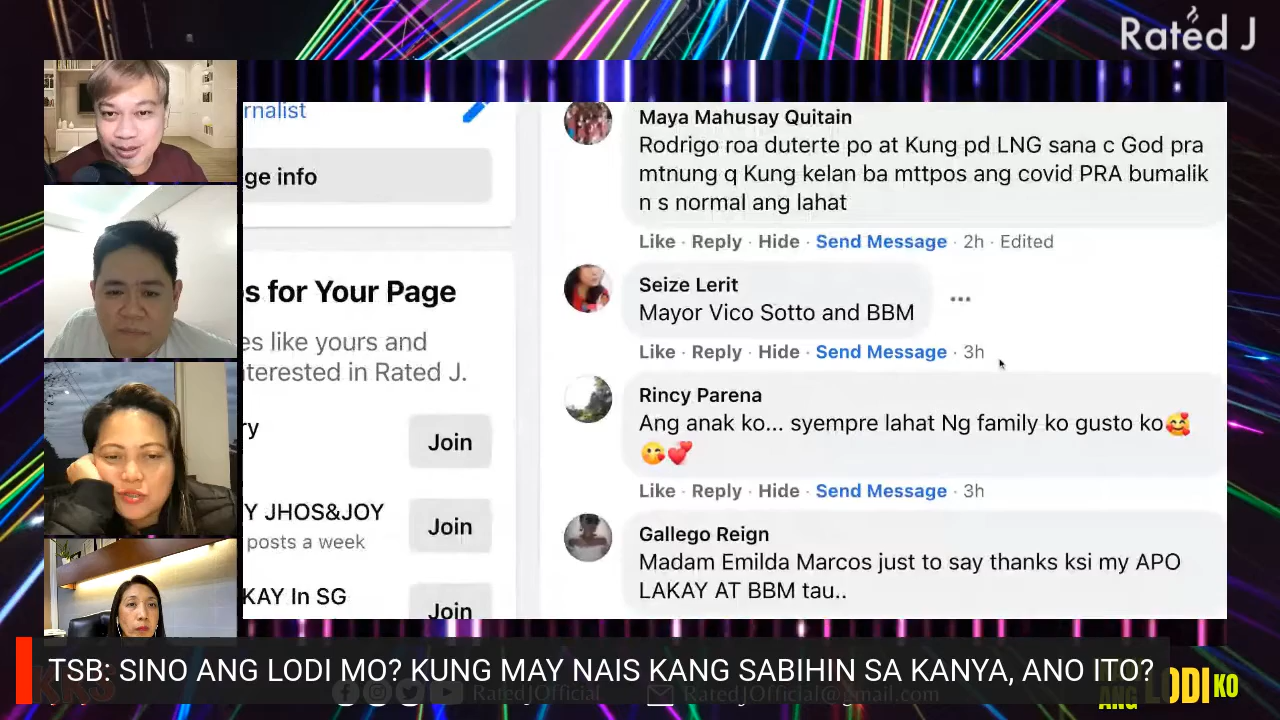 Rated J
rnalist
ge info
s for Your Page
es like yours and
nterested in Rated J.
ry
Join
Y JHOS&JOY
posts a week
Join
KAY In SG
Join
Maya Mahusay Quitain
Rodrigo roa duterte po at Kung pd LNG sana c God pra
mtnung q Kung kelan ba mttpos ang covid PRA bumalik
n s normal ang lahat
Like · Reply · Hide · Send Message · 2h · Edited
Seize Lerit
Mayor Vico Sotto and BBM
Like · Reply · Hide · Send Message · 3h
Rincy Parena
Ang anak ko... syempre lahat Ng family ko gusto ko🥰
😘💕
Like · Reply · Hide · Send Message · 3h
Gallego Reign
Madam Emilda Marcos just to say thanks ksi my APO
LAKAY AT BBM tau..
TSB: SINO ANG LODI MO? KUNG MAY NAIS KANG SABIHIN SA KANYA, ANO ITO?
RatedJOfficial
RatedJOfficial@gmail.com
ANG LODI KO